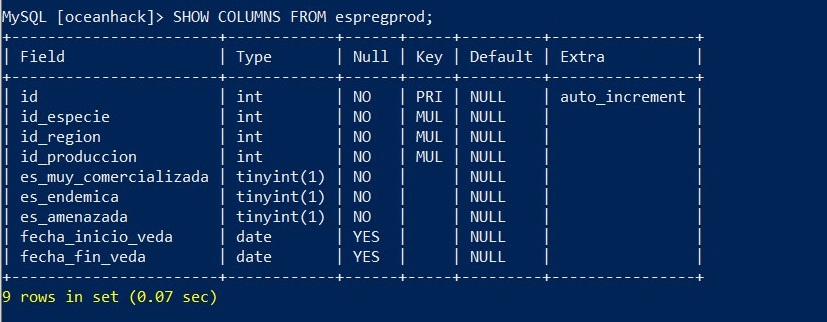 MySQL [oceanhack]> SHOW COLUMNS FROM espregprod;
+-----------------------+------------+------+-----+---------+----------------+
| Field                 | Type       | Null | Key | Default | Extra          |
+-----------------------+------------+------+-----+---------+----------------+
| id                    | int        | NO   | PRI | NULL    | auto_increment |
| id_especie            | int        | NO   | MUL | NULL    |                |
| id_region             | int        | NO   | MUL | NULL    |                |
| id_produccion         | int        | NO   | MUL | NULL    |                |
| es_muy_comercializada | tinyint(1) | NO   |     | NULL    |                |
| es_endemica           | tinyint(1) | NO   |     | NULL    |                |
| es_amenazada          | tinyint(1) | NO   |     | NULL    |                |
| fecha_inicio_veda     | date       | YES  |     | NULL    |                |
| fecha_fin_veda        | date       | YES  |     | NULL    |                |
+-----------------------+------------+------+-----+---------+----------------+
9 rows in set (0.07 sec)